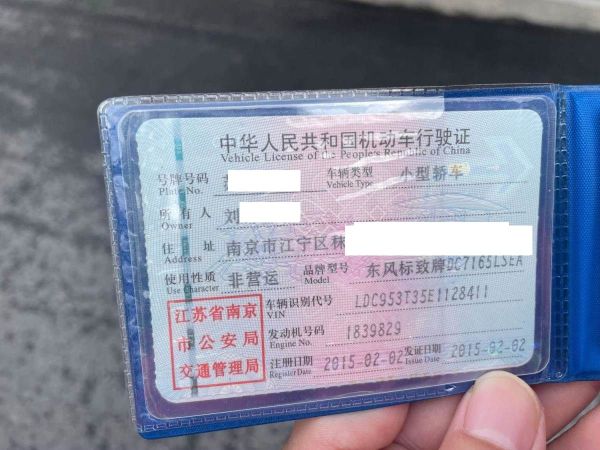 中华人民共和国机动车行驶证
Vehicle License of the People's Republic of China
号牌号码 车辆类型 小型轿车
Plate No. Vehicle Type
所有人 刘
Owner
住址 南京市江宁区秣
Address
使用性质 非营运 品牌型号 东风标致牌DC7165LSEA
Use Character Model
江苏省南京
市公安局
交通管理局
车辆识别代号 LDC953T35E1128411
VIN
发动机号码 1839829
Engine No.
注册日期 2015-02-02 发证日期 2015-02-02
Register Date Issue Date